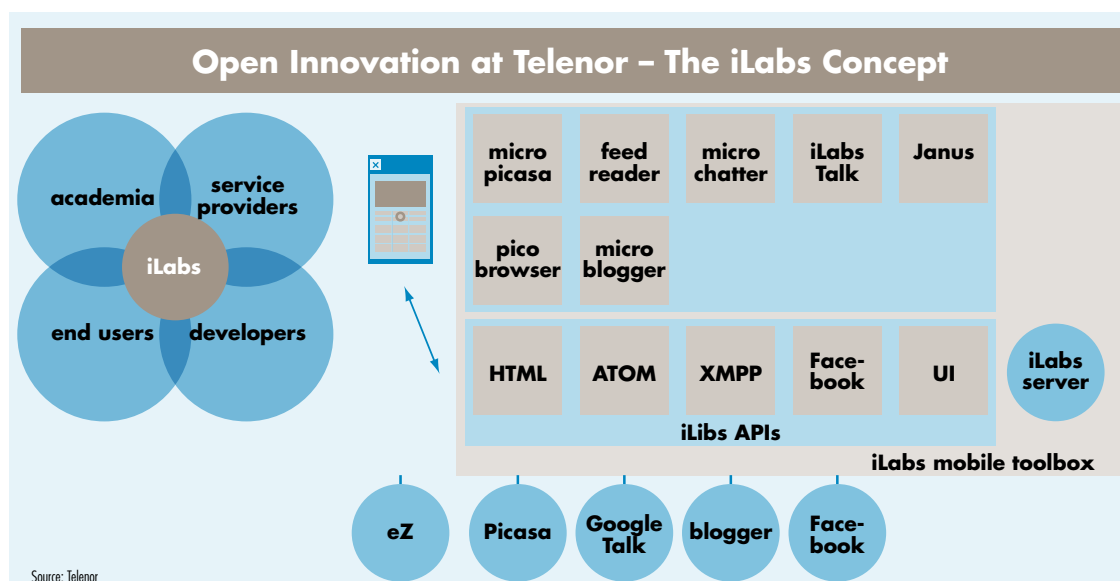 Open Innovation at Telenor – The iLabs Concept
academia
service
providers
iLabs
end users
developers
micro
picasa
feed
reader
micro
chatter
iLabs
Talk
Janus
pico
browser
micro
blogger
HTML
ATOM
XMPP
Face-
book
UI
iLibs APIs
iLabs
server
iLabs mobile toolbox
eZ
Picasa
Google
Talk
blogger
Face-
book
Source: Telenor